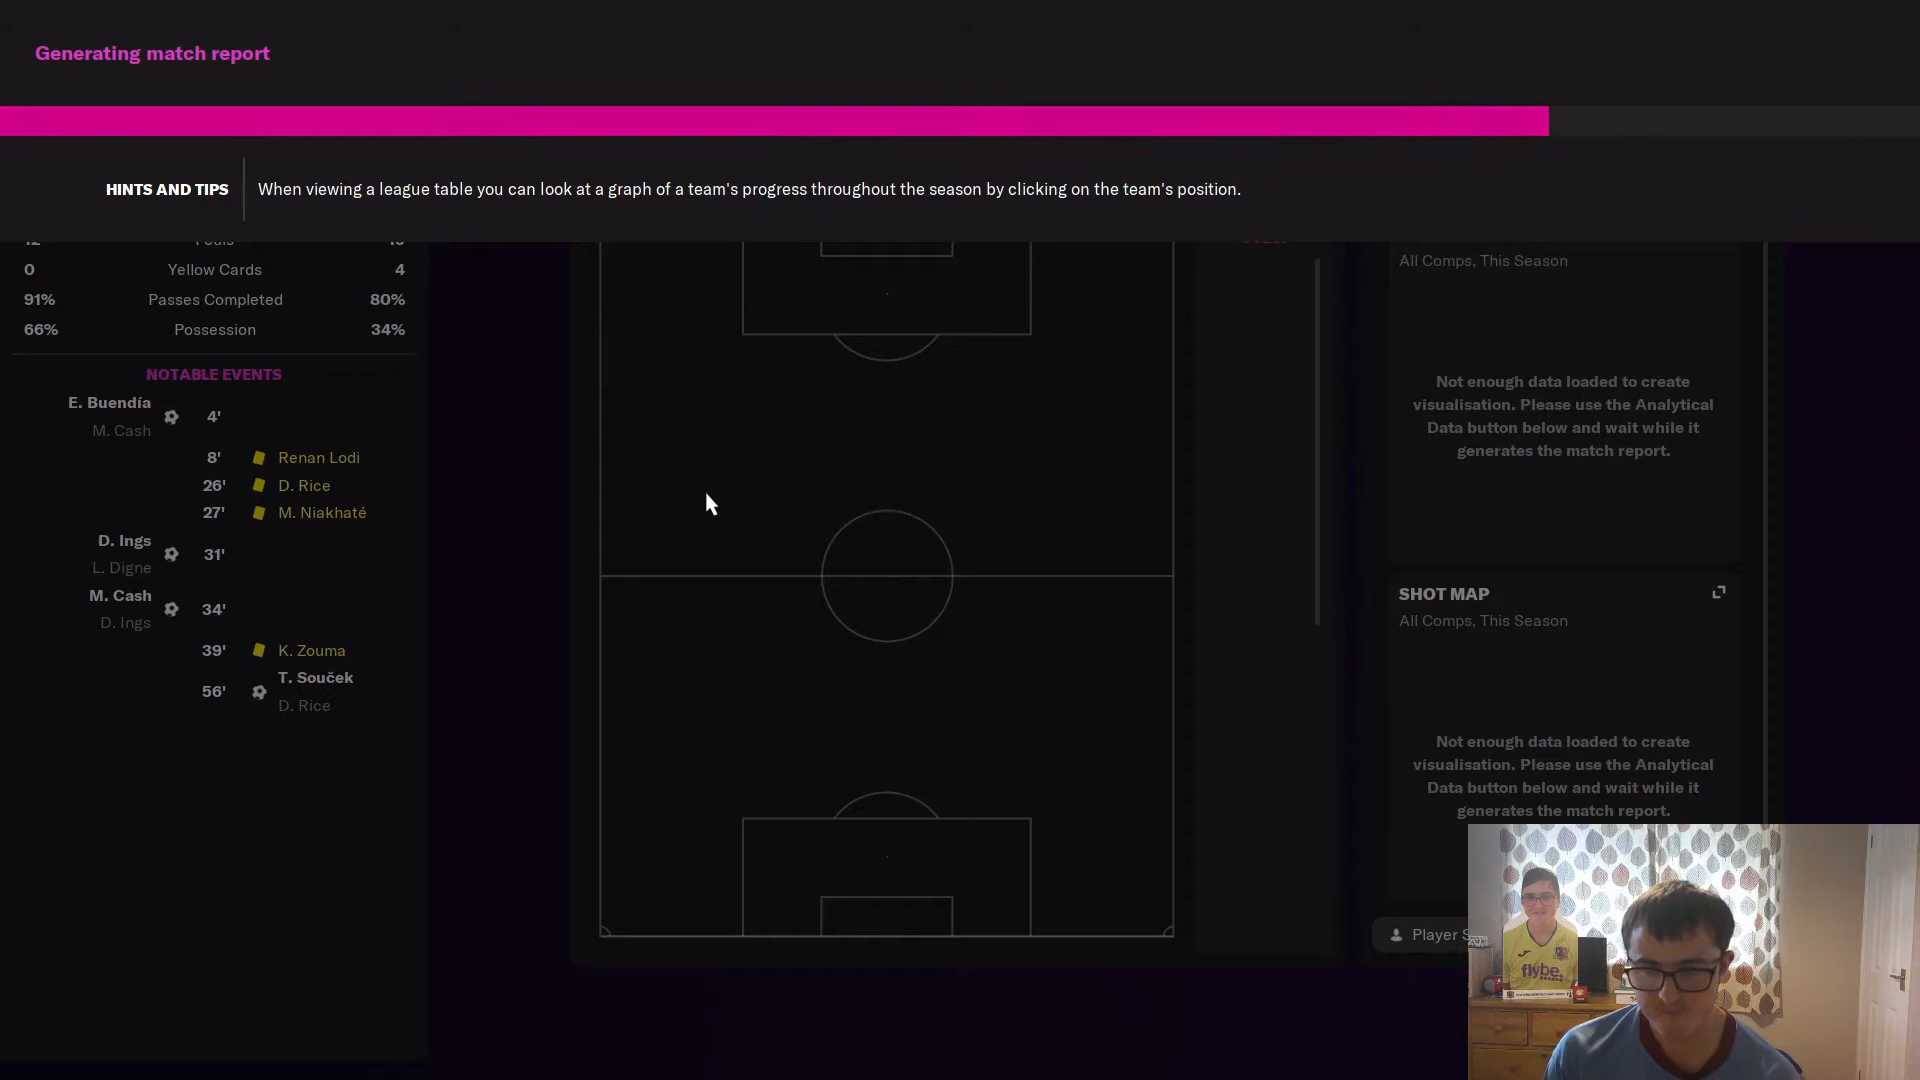 Generating match report
HINTS AND TIPS
When viewing a league table you can look at a graph of a team's progress throughout the season by clicking on the team's position.
0 Yellow Cards 4
91% Passes Completed 80%
66% Possession 34%
NOTABLE EVENTS
E. Buendía
4'
M. Cash
8' Renan Lodi
26' D. Rice
27' M. Niakhaté
D. Ings
31'
L. Digne
M. Cash
34'
D. Ings
39' K. Zouma
T. Souček
56'
D. Rice
All Comps, This Season
Not enough data loaded to create
visualisation. Please use the Analytical
Data button below and wait while it
generates the match report.
SHOT MAP
All Comps, This Season
Not enough data loaded to create
visualisation. Please use the Analytical
Data button below and wait while it
generates the match report.
Player
flybe